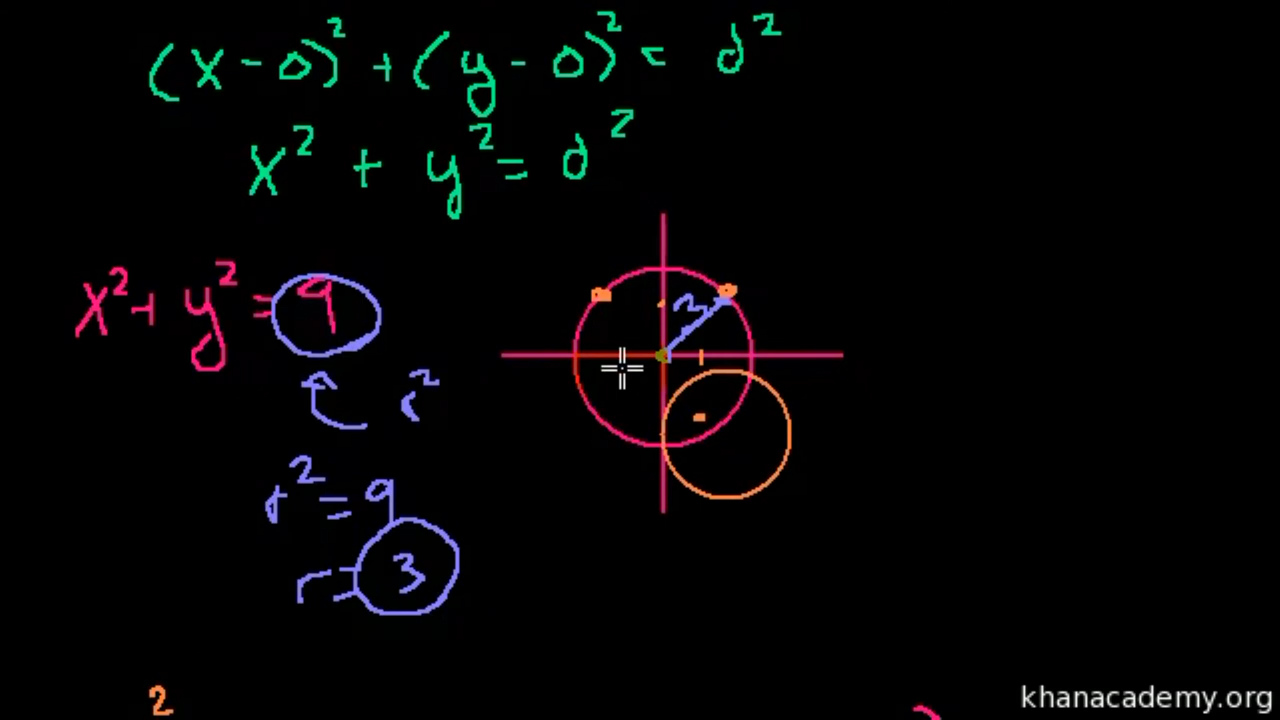 (x-0)² + (y-0)² = d²
x² + y² = d²
x² + y² = 9
3
r²
r² = 9
r = 3
2
khanacademy.org